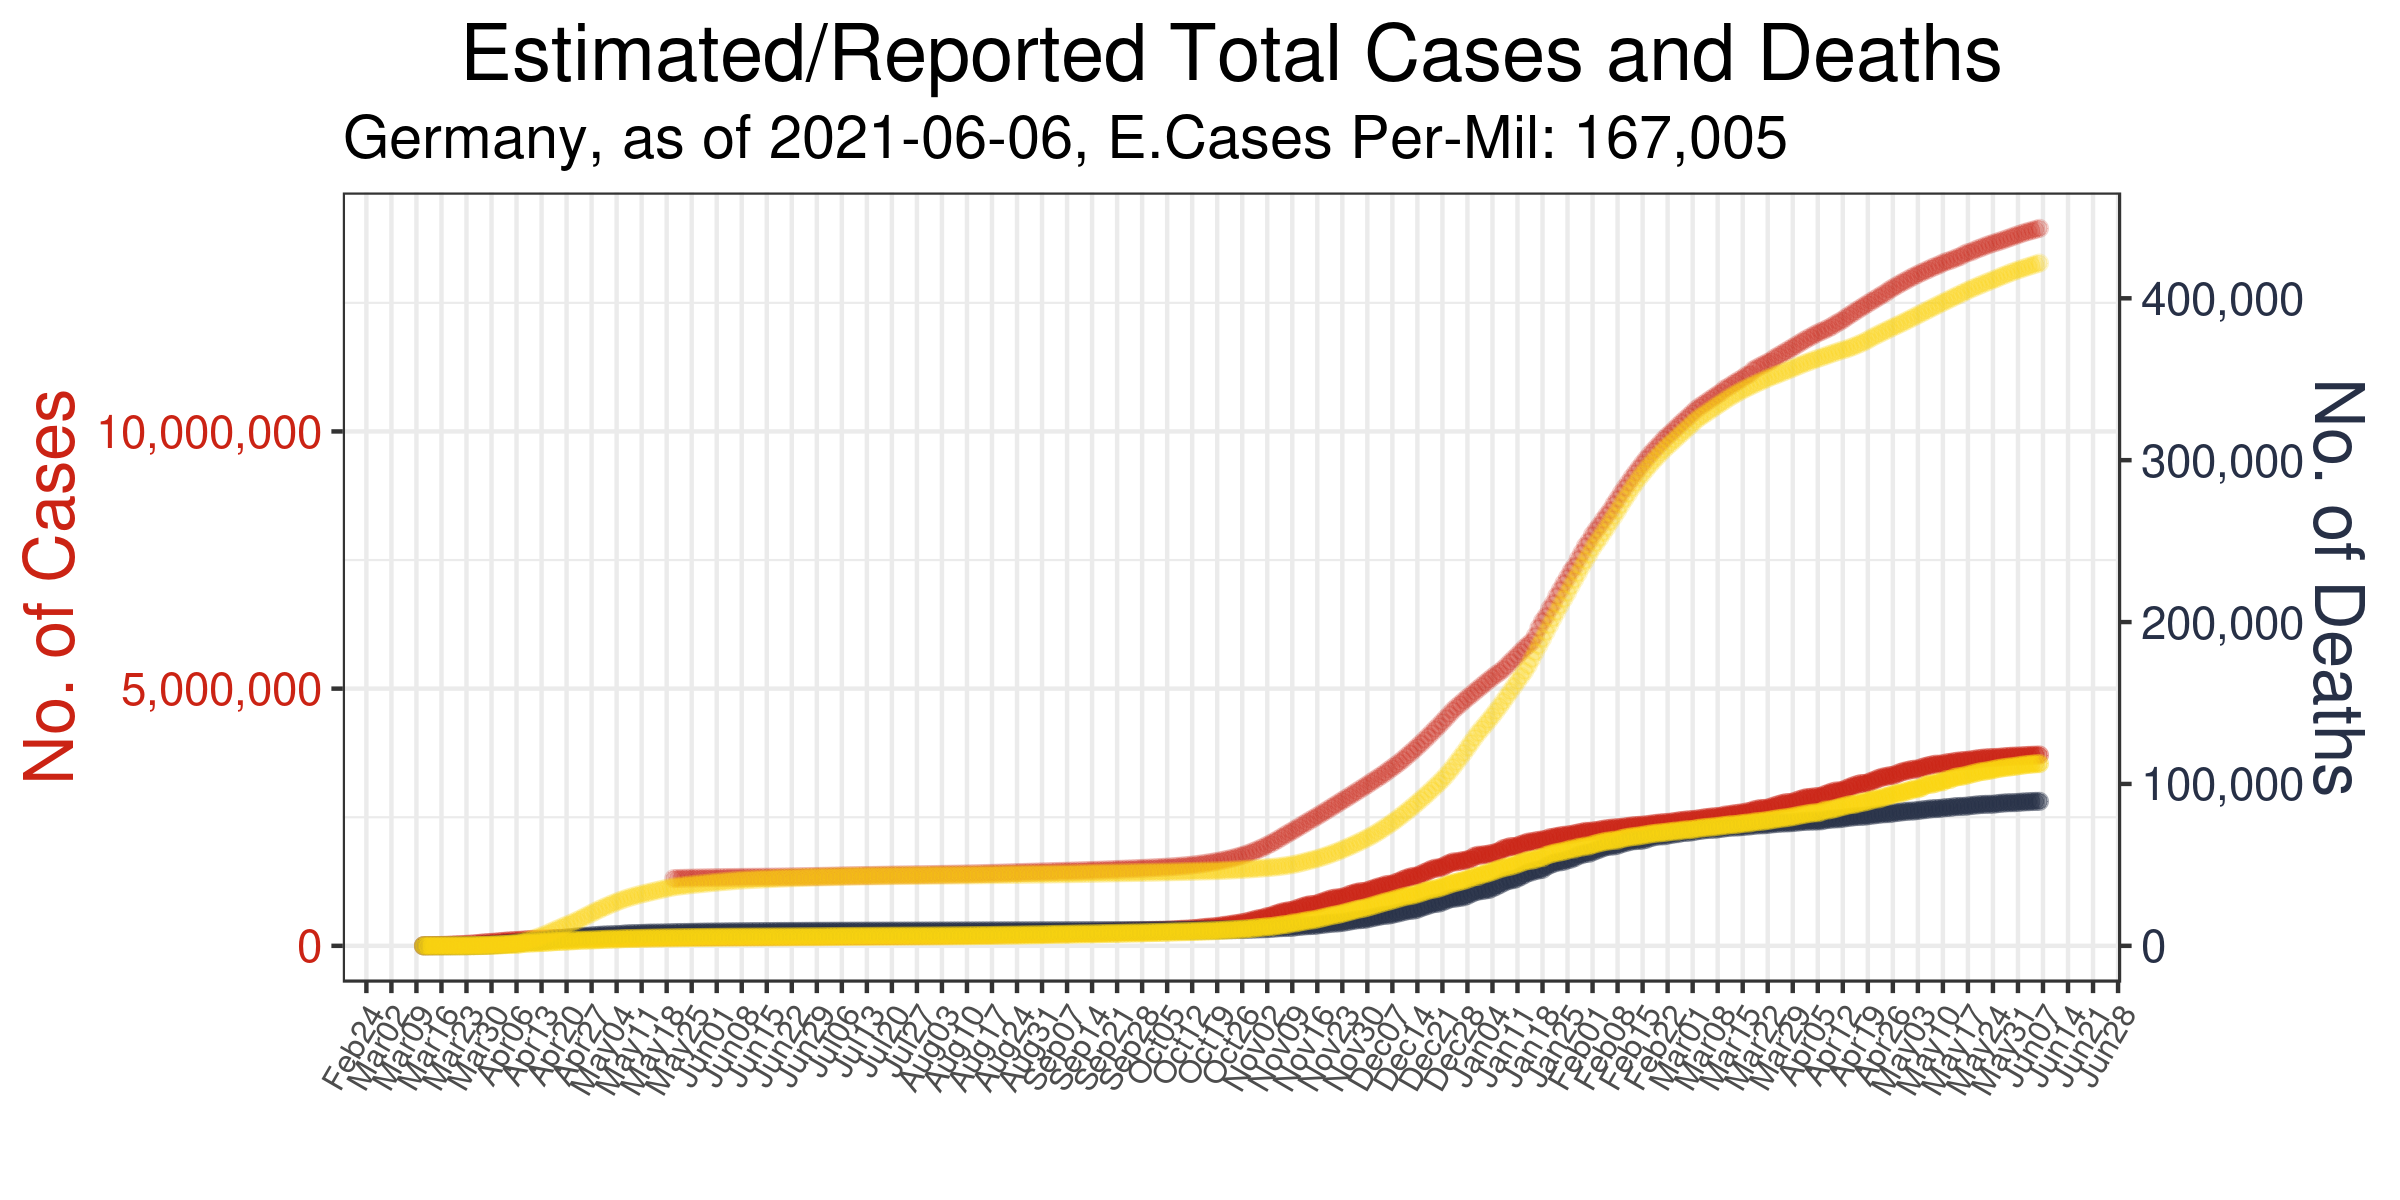 Estimated/Reported Total Cases and Deaths
Germany, as of 2021-06-06, E.Cases Per-Mil: 167,005
No. of Cases
10,000,000
5,000,000
0
400,000
300,000
200,000
100,000
0
No. of Deaths
Feb24
Mar02
Mar09
Mar16
Mar23
Mar30
Apr06
Apr13
Apr20
Apr27
May04
May11
May18
May25
Jun01
Jun08
Jun15
Jun22
Jun29
Jul06
Jul13
Jul20
Jul27
Aug03
Aug10
Aug17
Aug24
Aug31
Sep07
Sep14
Sep21
Sep28
Oct05
Oct12
Oct19
Oct26
Nov02
Nov09
Nov16
Nov23
Nov30
Dec07
Dec14
Dec21
Dec28
Jan04
Jan11
Jan18
Jan25
Feb01
Feb08
Feb15
Feb22
Mar01
Mar08
Mar15
Mar22
Mar29
Apr05
Apr12
Apr19
Apr26
May03
May10
May17
May24
May31
Jun07
Jun14
Jun21
Jun28